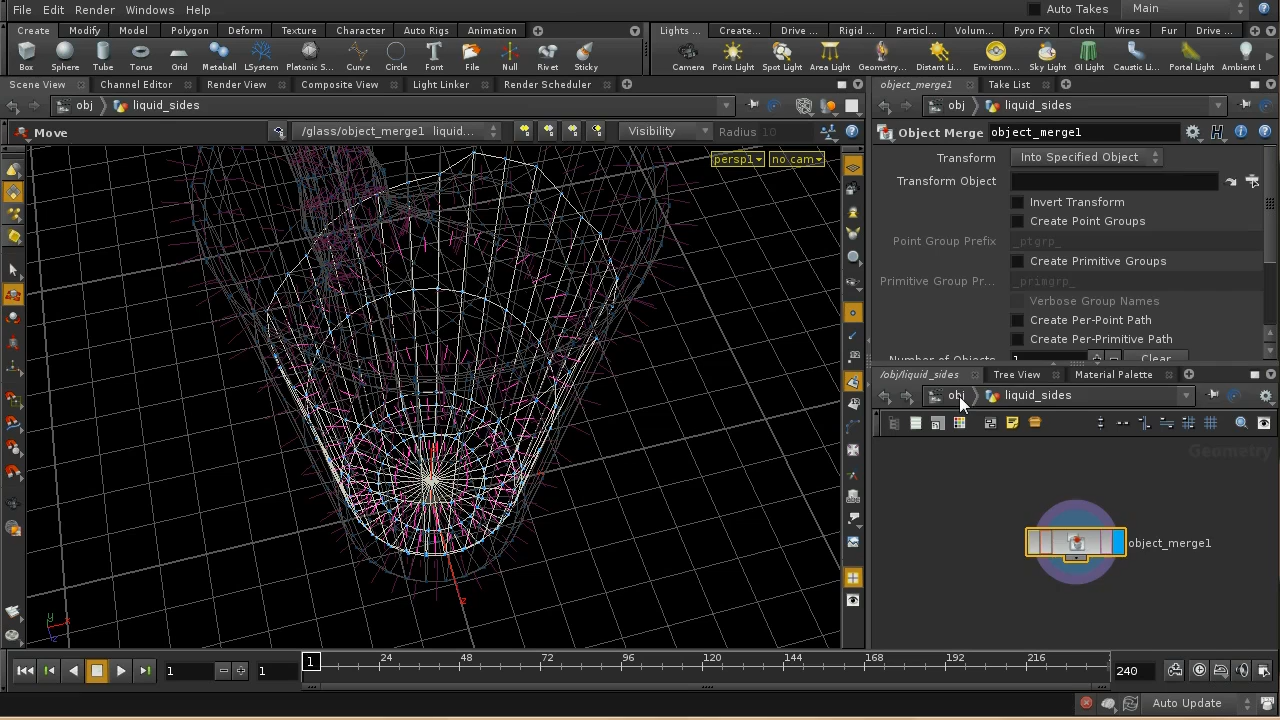 File Edit Render Windows Help Auto Takes Main
Create Modify Model Polygon Deform Texture Character Auto Rigs Animation Lights ... Create... Drive ... Rigid ... Particl... Volum... Pyro FX Cloth Wires Fur Drive ...
Box Sphere Tube Grid Metaball LSystem Platonic S... Curve Circle Font File Null Rivet Sticky Camera Point Light Spot Light Area Light Geometry... Distant Li... Environ... Sky Light GI Light Caustic Li... Portal Light Ambient L
Scene View Channel Editor Render View Composite View Light Linker Render Scheduler object_merge1 Take List
obj liquid_sides obj liquid_sides
Move /glass/object_merge1 liquid... Visibility Radius 10 Object Merge object_merge1
persp1 no cam
Transform Into Specified Object
Transform Object
Invert Transform
Create Point Groups
Point Group Prefix _ptgrp_
Create Primitive Groups
Primitive Group Pr... _primgrp_
Verbose Group Names
Create Per-Point Path
Create Per-Primitive Path
Number of Objects 1 Clear
/obj/liquid_sides Tree View Material Palette
obj liquid_sides
Geometry
object_merge1
y
z
1 1 1 24 48 72 96 120 144 168 192 216 240
Auto Update